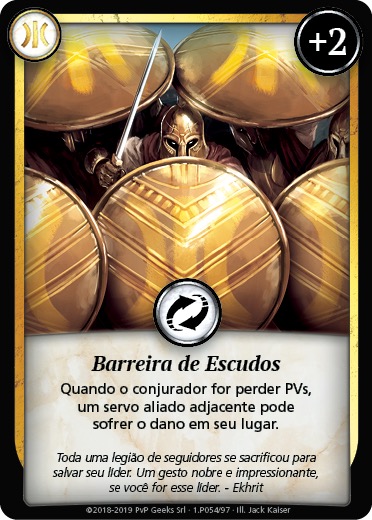 +2
Barreira de Escudos
Quando o conjurador for perder PVs,
um servo aliado adjacente pode
sofrer o dano em seu lugar.
Toda uma legião de seguidores se sacrificou para
salvar seu líder. Um gesto nobre e impressionante,
se você for esse líder. - Ekhrit
©2018-2019 PvP Geeks Srl · 1.P054/97 · Ill. Jack Kaiser